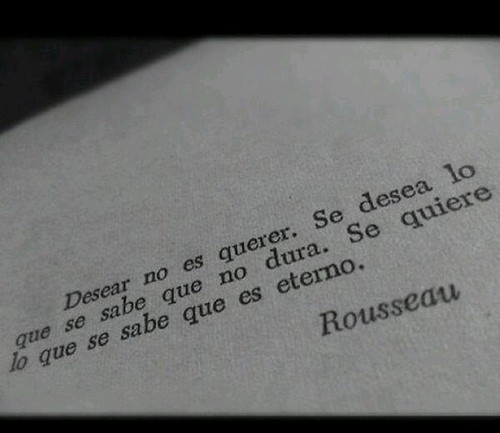 Desear no es querer. Se desea lo
que se sabe que no dura. Se quiere
lo que se sabe que es eterno.
Rousseau